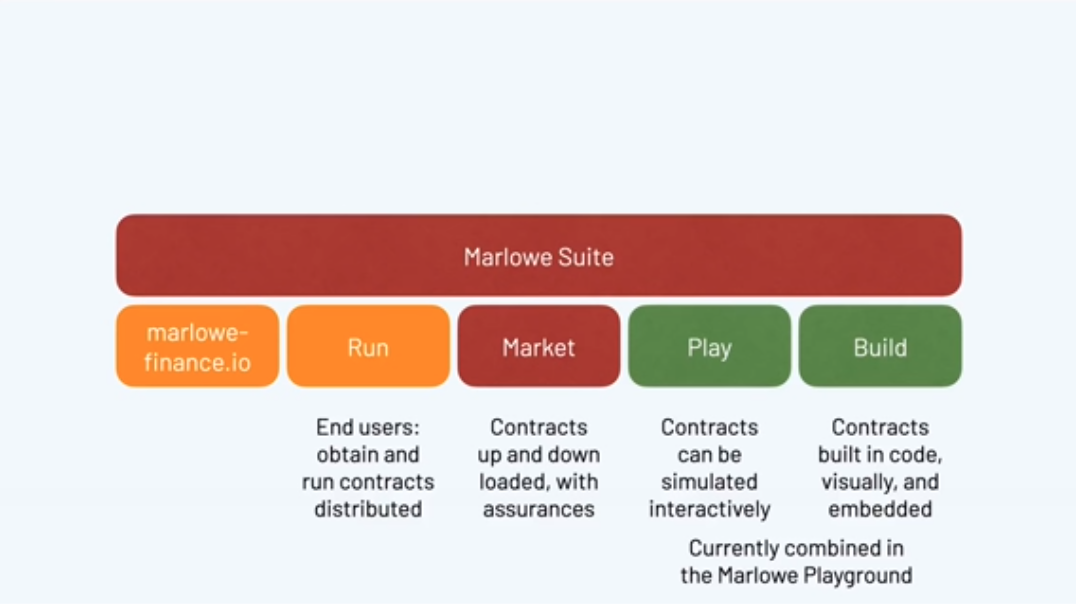 Marlowe Suite
marlowe-
finance.io
Run
Market
Play
Build
End users:
obtain and
run contracts
distributed
Contracts
up and down
loaded, with
assurances
Contracts
can be
simulated
interactively
Contracts
built in code,
visually, and
embedded
Currently combined in
the Marlowe Playground